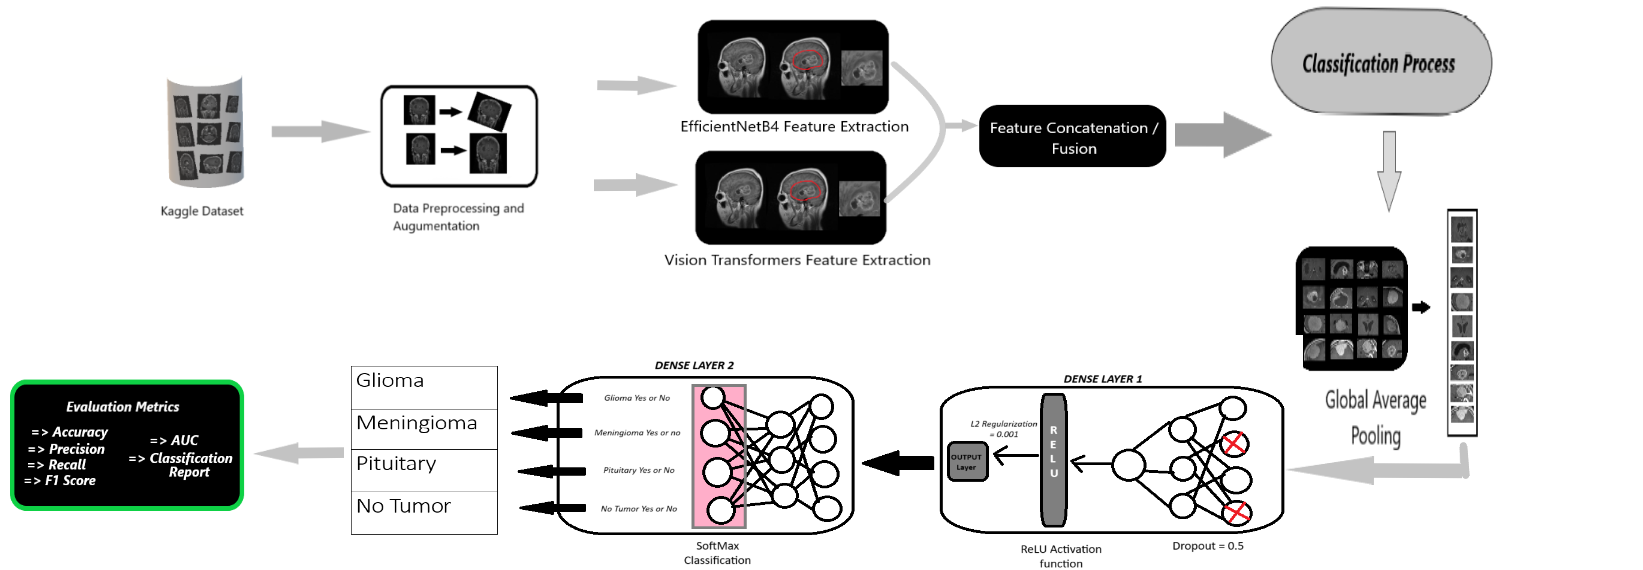 Kaggle Dataset
Data Preprocessing and
Augumentation
EfficientNetB4 Feature Extraction
Vision Transformers Feature Extraction
Feature Concatenation /
Fusion
Classification Process
Global Average
Pooling
DENSE LAYER 1
L2 Regularization
= 0.001
OUTPUT
Layer
R
E
L
U
ReLU Activation
function
Dropout = 0.5
DENSE LAYER 2
Glioma Yes or No
Meningioma Yes or no
Pituitary Yes or No
No Tumor Yes or No
SoftMax
Classification
Glioma
Meningioma
Pituitary
No Tumor
Evaluation Metrics
=> Accuracy
=> Precision
=> Recall
=> F1 Score
=> AUC
=> Classification
Report